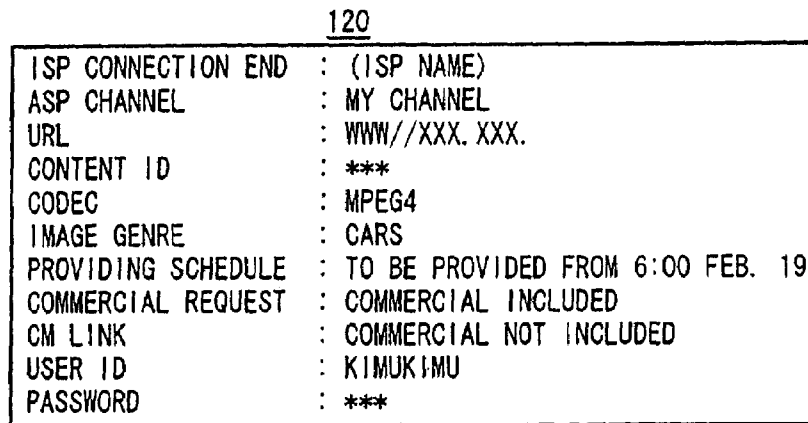 120
ISP CONNECTION END : (ISP NAME)
ASP CHANNEL : MY CHANNEL
URL : WWW//XXX.XXX.
CONTENT ID : ***
CODEC : MPEG4
IMAGE GENRE : CARS
PROVIDING SCHEDULE : TO BE PROVIDED FROM 6:00 FEB. 19
COMMERCIAL REQUEST : COMMERCIAL INCLUDED
CM LINK : COMMERCIAL NOT INCLUDED
USER ID : KIMUKIMU
PASSWORD : ***